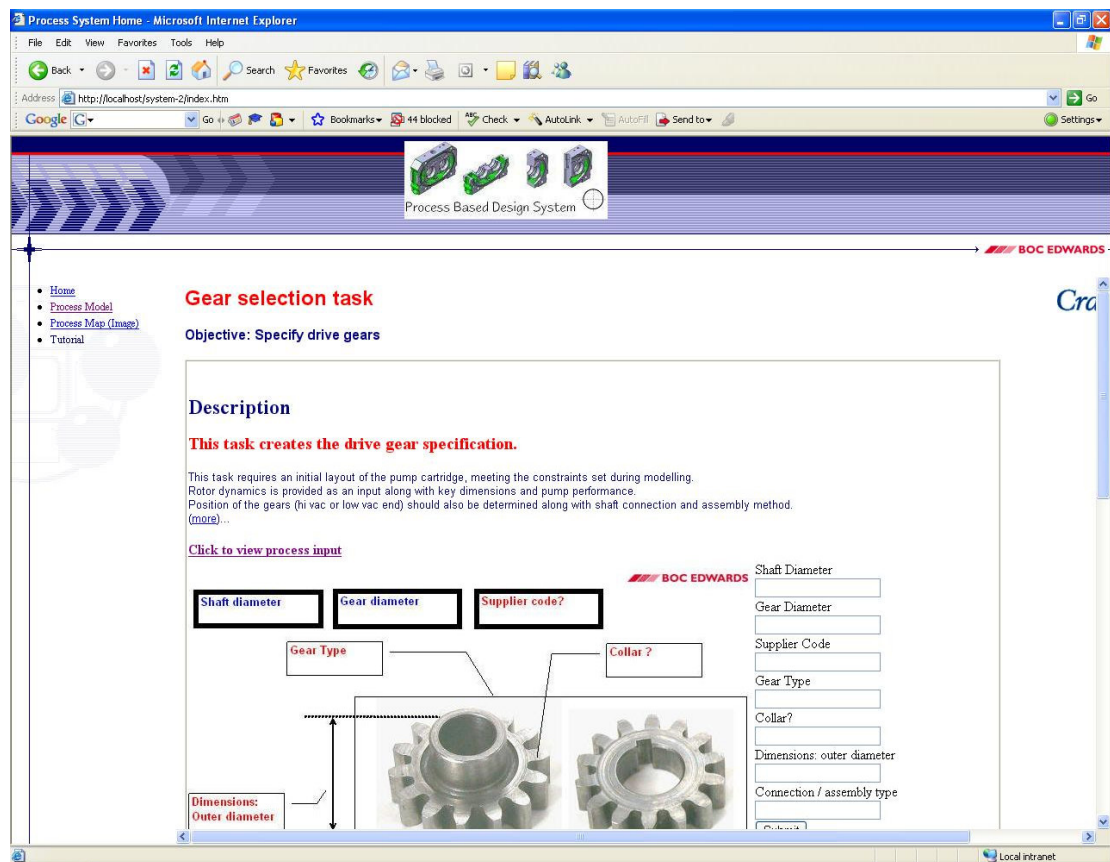 Process System Home - Microsoft Internet Explorer
File Edit View Favorites Tools Help
Back Search Favorites
Address http://localhost/system-2/index.htm Go
Google G Go Bookmarks 44 blocked ABC Check AutoLink AutoFill Send to Settings
Process Based Design System
BOC EDWARDS
Home
Process Model
Process Map (Image)
Tutorial
Gear selection task
Objective: Specify drive gears
Description
This task creates the drive gear specification.
This task requires an initial layout of the pump cartridge, meeting the constraints set during modelling.
Rotor dynamics is provided as an input along with key dimensions and pump performance.
Position of the gears (hi vac or low vac end) should also be determined along with shaft connection and assembly method.
(more)...
Click to view process input
BOC EDWARDS
Shaft diameter
Gear diameter
Supplier code?
Gear Type
Collar ?
Dimensions:
Outer diameter
Shaft Diameter
Gear Diameter
Supplier Code
Gear Type
Collar?
Dimensions: outer diameter
Connection / assembly type
Submit
Local intranet